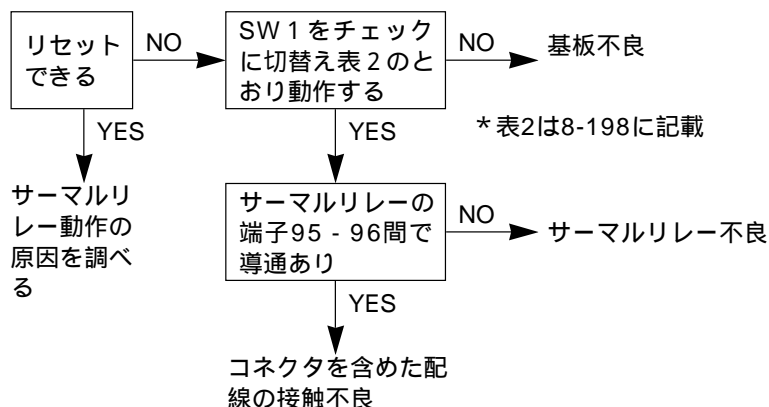 リセット
できる
NO
SW１をチェック
に切替え表２のと
おり動作する
NO
基板不良
YES
YES
＊表2は8-198に記載
サーマルリ
レー動作の
原因を調べ
る
サーマルリレーの
端子95 - 96間で
導通あり
NO
サーマルリレー不良
YES
コネクタを含めた配
線の接触不良